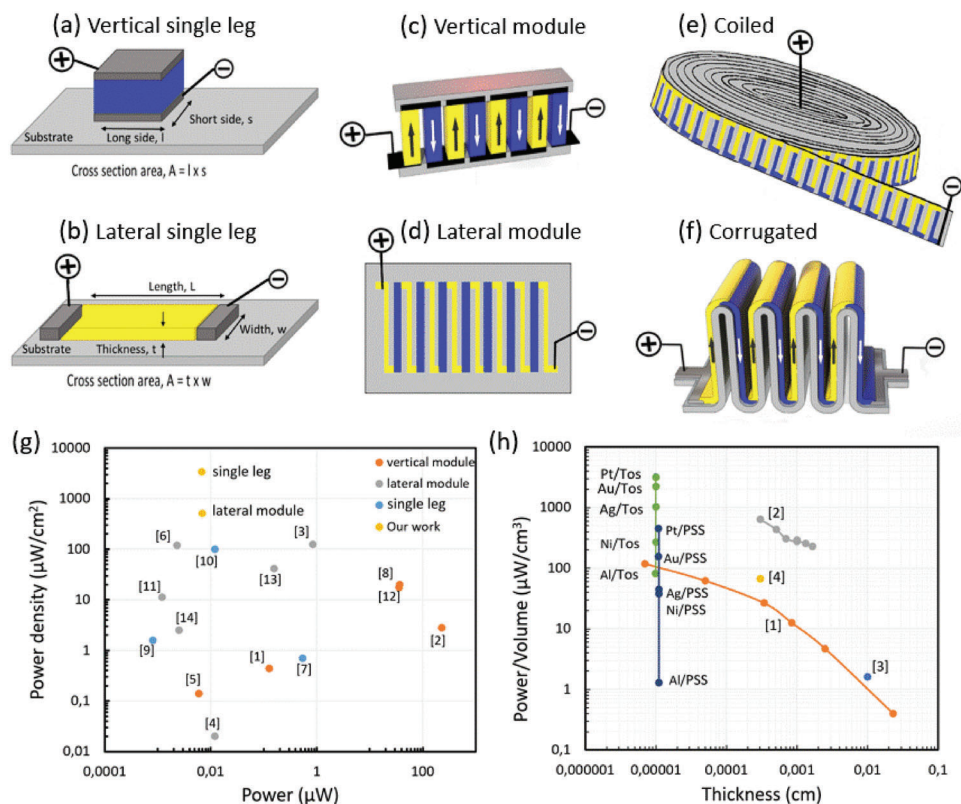 (a) Vertical single leg
+
−
Short side, s
Long side, l
Substrate
Cross section area, A = l x s
(b) Lateral single leg
+
−
Length, L
Width, w
Substrate
Thickness, t
Cross section area, A = t x w
(c) Vertical module
+
−
(d) Lateral module
+
−
(e) Coiled
+
−
(f) Corrugated
+
−
(g)
Power density (µW/cm²)
10000
1000
100
10
1
0,1
0,01
0,0001
0,01
1
100
Power (µW)
single leg
lateral module
vertical module
lateral module
single leg
Our work
[6]
[10]
[3]
[13]
[11]
[8]
[12]
[14]
[2]
[9]
[1]
[7]
[5]
[4]
(h)
Power/Volume (µW/cm³)
10000
1000
100
10
1
0,1
0,000001
0,00001
0,0001
0,001
0,01
0,1
Thickness (cm)
Pt/Tos
Au/Tos
Ag/Tos
Ni/Tos
Al/Tos
Pt/PSS
Au/PSS
Ag/PSS
Ni/PSS
Al/PSS
[2]
[4]
[1]
[3]